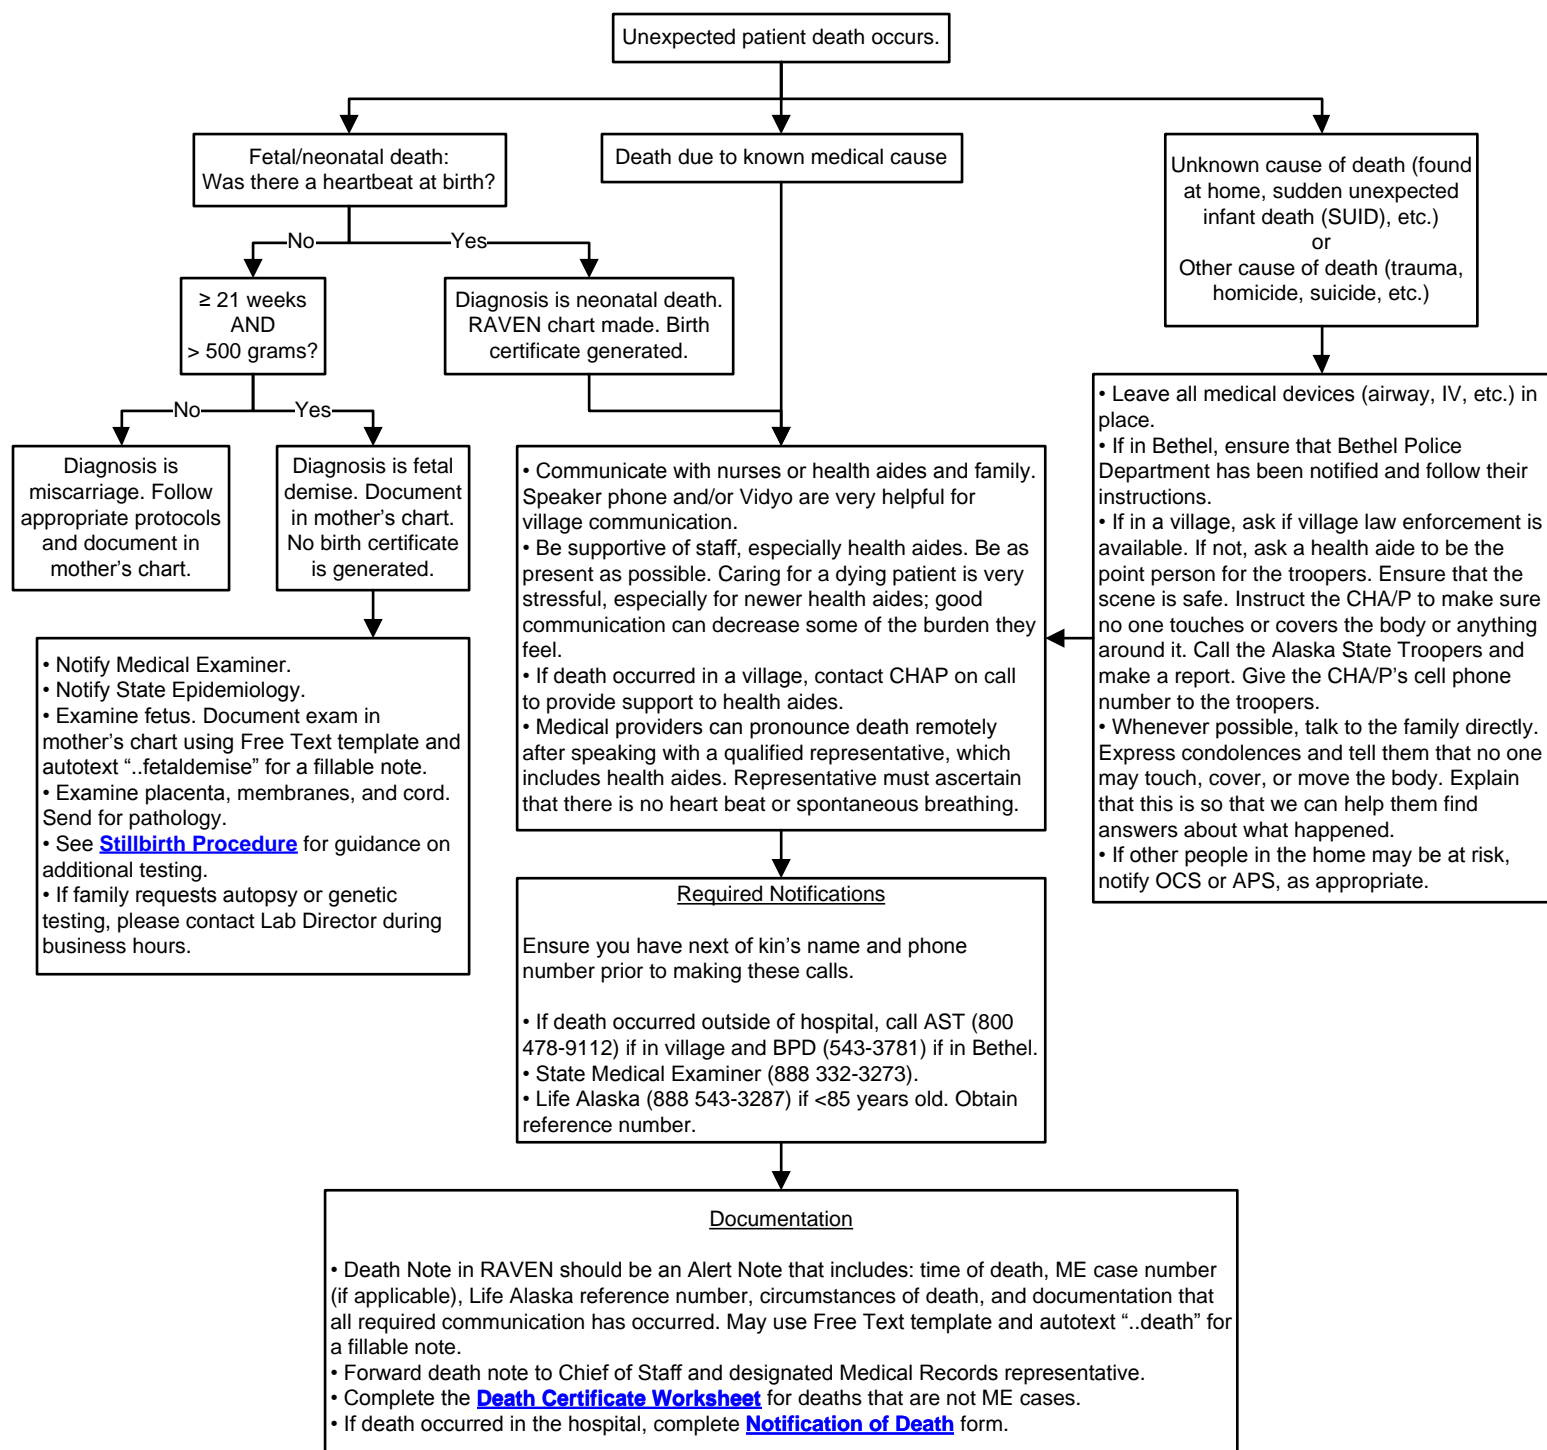 Unexpected patient death occurs.
Fetal/neonatal death:
Was there a heartbeat at birth?
Death due to known medical cause
Unknown cause of death (found
at home, sudden unexpected
infant death (SUID), etc.)
or
Other cause of death (trauma,
homicide, suicide, etc.)
No
Yes
≥ 21 weeks
AND
> 500 grams?
Diagnosis is neonatal death.
RAVEN chart made. Birth
certificate generated.
No
Yes
Diagnosis is
miscarriage. Follow
appropriate protocols
and document in
mother's chart.
Diagnosis is fetal
demise. Document
in mother's chart.
No birth certificate
is generated.
• Notify Medical Examiner.
• Notify State Epidemiology.
• Examine fetus. Document exam in
mother's chart using Free Text template and
autotext “..fetaldemise” for a fillable note.
• Examine placenta, membranes, and cord.
Send for pathology.
• See Stillbirth Procedure for guidance on
additional testing.
• If family requests autopsy or genetic
testing, please contact Lab Director during
business hours.
• Communicate with nurses or health aides and family.
Speaker phone and/or Vidyo are very helpful for
village communication.
• Be supportive of staff, especially health aides. Be as
present as possible. Caring for a dying patient is very
stressful, especially for newer health aides; good
communication can decrease some of the burden they
feel.
• If death occurred in a village, contact CHAP on call
to provide support to health aides.
• Medical providers can pronounce death remotely
after speaking with a qualified representative, which
includes health aides. Representative must ascertain
that there is no heart beat or spontaneous breathing.
• Leave all medical devices (airway, IV, etc.) in
place.
• If in Bethel, ensure that Bethel Police
Department has been notified and follow their
instructions.
• If in a village, ask if village law enforcement is
available. If not, ask a health aide to be the
point person for the troopers. Ensure that the
scene is safe. Instruct the CHA/P to make sure
no one touches or covers the body or anything
around it. Call the Alaska State Troopers and
make a report. Give the CHA/P's cell phone
number to the troopers.
• Whenever possible, talk to the family directly.
Express condolences and tell them that no one
may touch, cover, or move the body. Explain
that this is so that we can help them find
answers about what happened.
• If other people in the home may be at risk,
notify OCS or APS, as appropriate.
Required Notifications
Ensure you have next of kin's name and phone
number prior to making these calls.
• If death occurred outside of hospital, call AST (800
478-9112) if in village and BPD (543-3781) if in Bethel.
• State Medical Examiner (888 332-3273).
• Life Alaska (888 543-3287) if <85 years old. Obtain
reference number.
Documentation
• Death Note in RAVEN should be an Alert Note that includes: time of death, ME case number
(if applicable), Life Alaska reference number, circumstances of death, and documentation that
all required communication has occurred. May use Free Text template and autotext “..death” for
a fillable note.
• Forward death note to Chief of Staff and designated Medical Records representative.
• Complete the Death Certificate Worksheet for deaths that are not ME cases.
• If death occurred in the hospital, complete Notification of Death form.